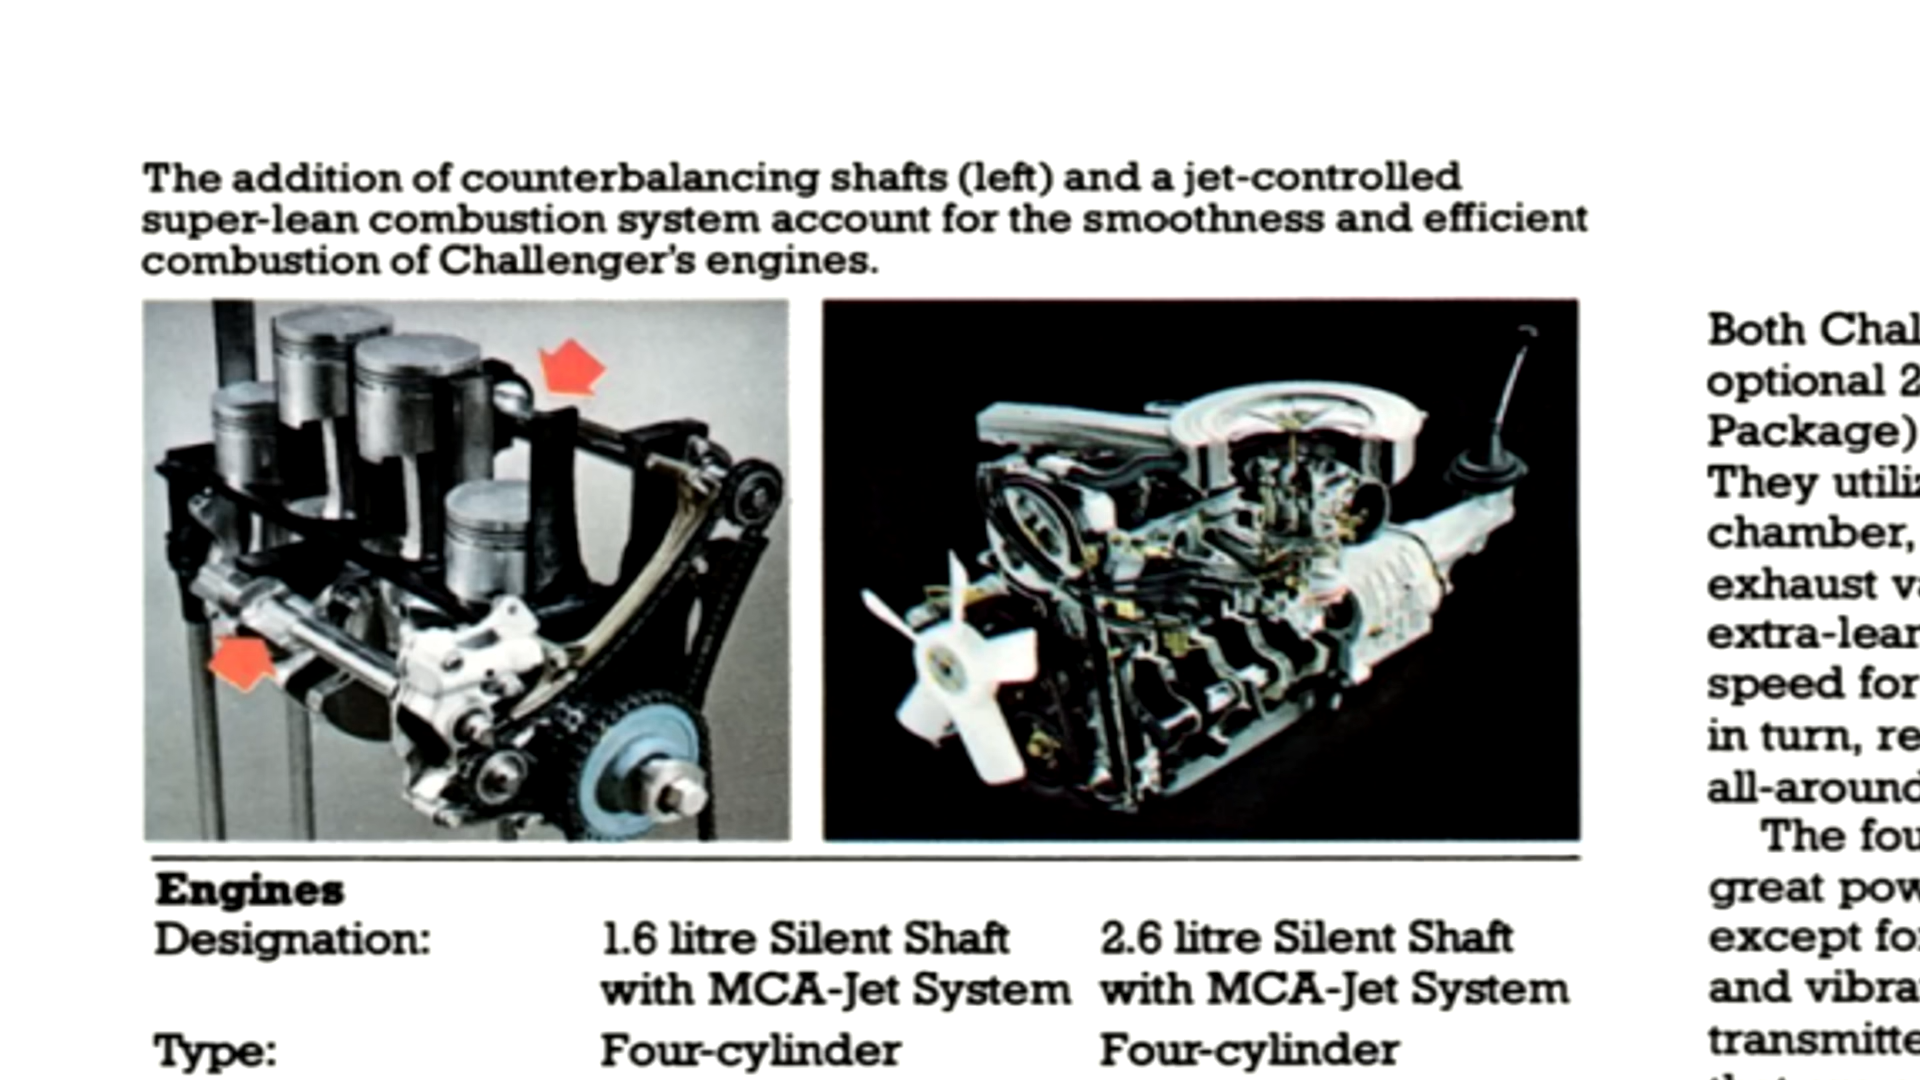 The addition of counterbalancing shafts (left) and a jet-controlled
super-lean combustion system account for the smoothness and efficient
combustion of Challenger's engines.
Engines
Designation: 1.6 litre Silent Shaft 2.6 litre Silent Shaft
with MCA-Jet System with MCA-Jet System
Type: Four-cylinder Four-cylinder
Both
optional
Package)
They
chamber,
exhaust
speed for
in turn,
all-around
The
great
except
and